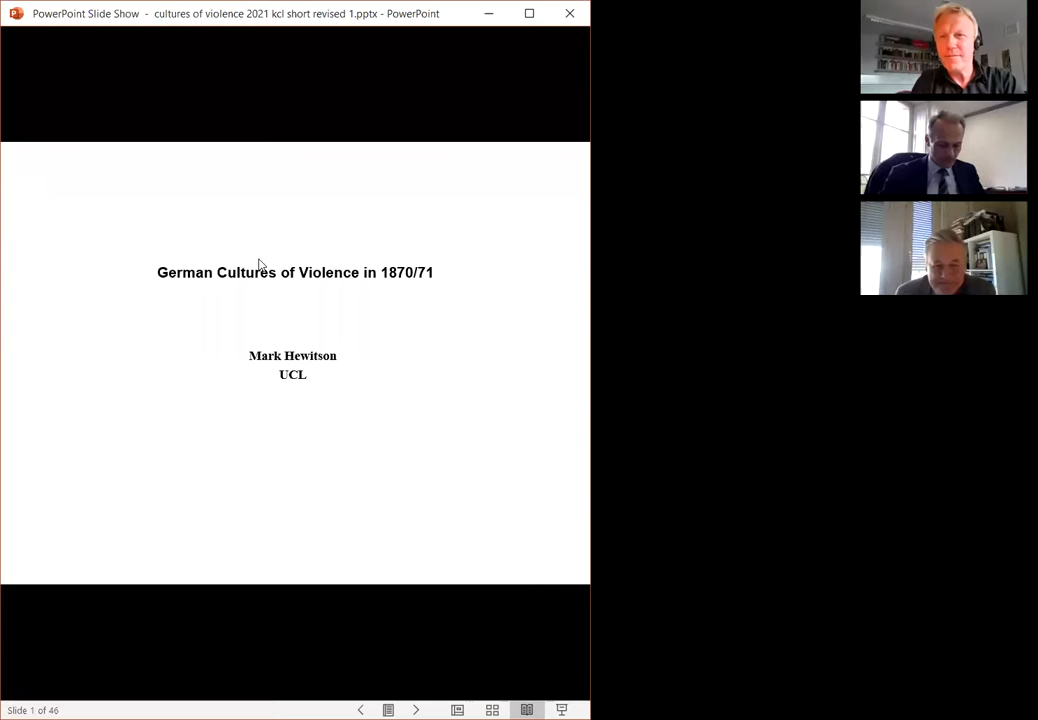 PowerPoint Slide Show - cultures of violence 2021 kcl short revised 1.pptx - PowerPoint
German Cultures of Violence in 1870/71
Mark Hewitson
UCL
Slide 1 of 46